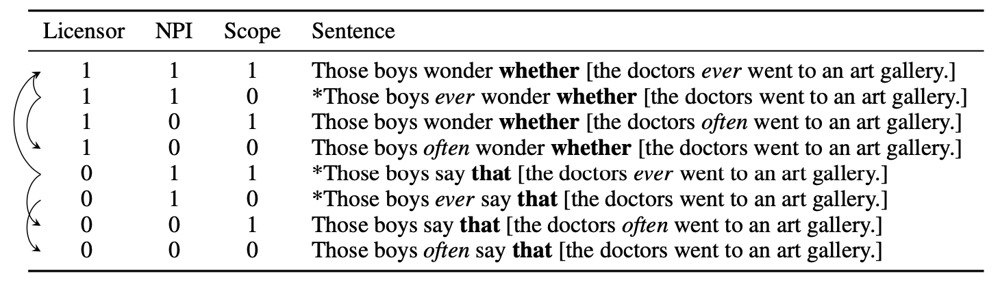 Licensor NPI Scope Sentence
1 1 1 Those boys wonder whether [the doctors ever went to an art gallery.]
1 1 0 *Those boys ever wonder whether [the doctors went to an art gallery.]
1 0 1 Those boys wonder whether [the doctors often went to an art gallery.]
1 0 0 Those boys often wonder whether [the doctors went to an art gallery.]
0 1 1 *Those boys say that [the doctors ever went to an art gallery.]
0 1 0 *Those boys ever say that [the doctors went to an art gallery.]
0 0 1 Those boys say that [the doctors often went to an art gallery.]
0 0 0 Those boys often say that [the doctors went to an art gallery.]